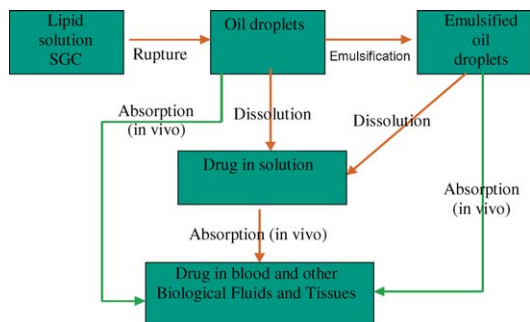 Lipid
solution
SGC
Rupture
Oil droplets
Emulsification
Emulsified
oil
droplets
Absorption
(in vivo)
Dissolution
Dissolution
Drug in solution
Absorption
(in vivo)
Absorption (in vivo)
Drug in blood and other
Biological Fluids and Tissues